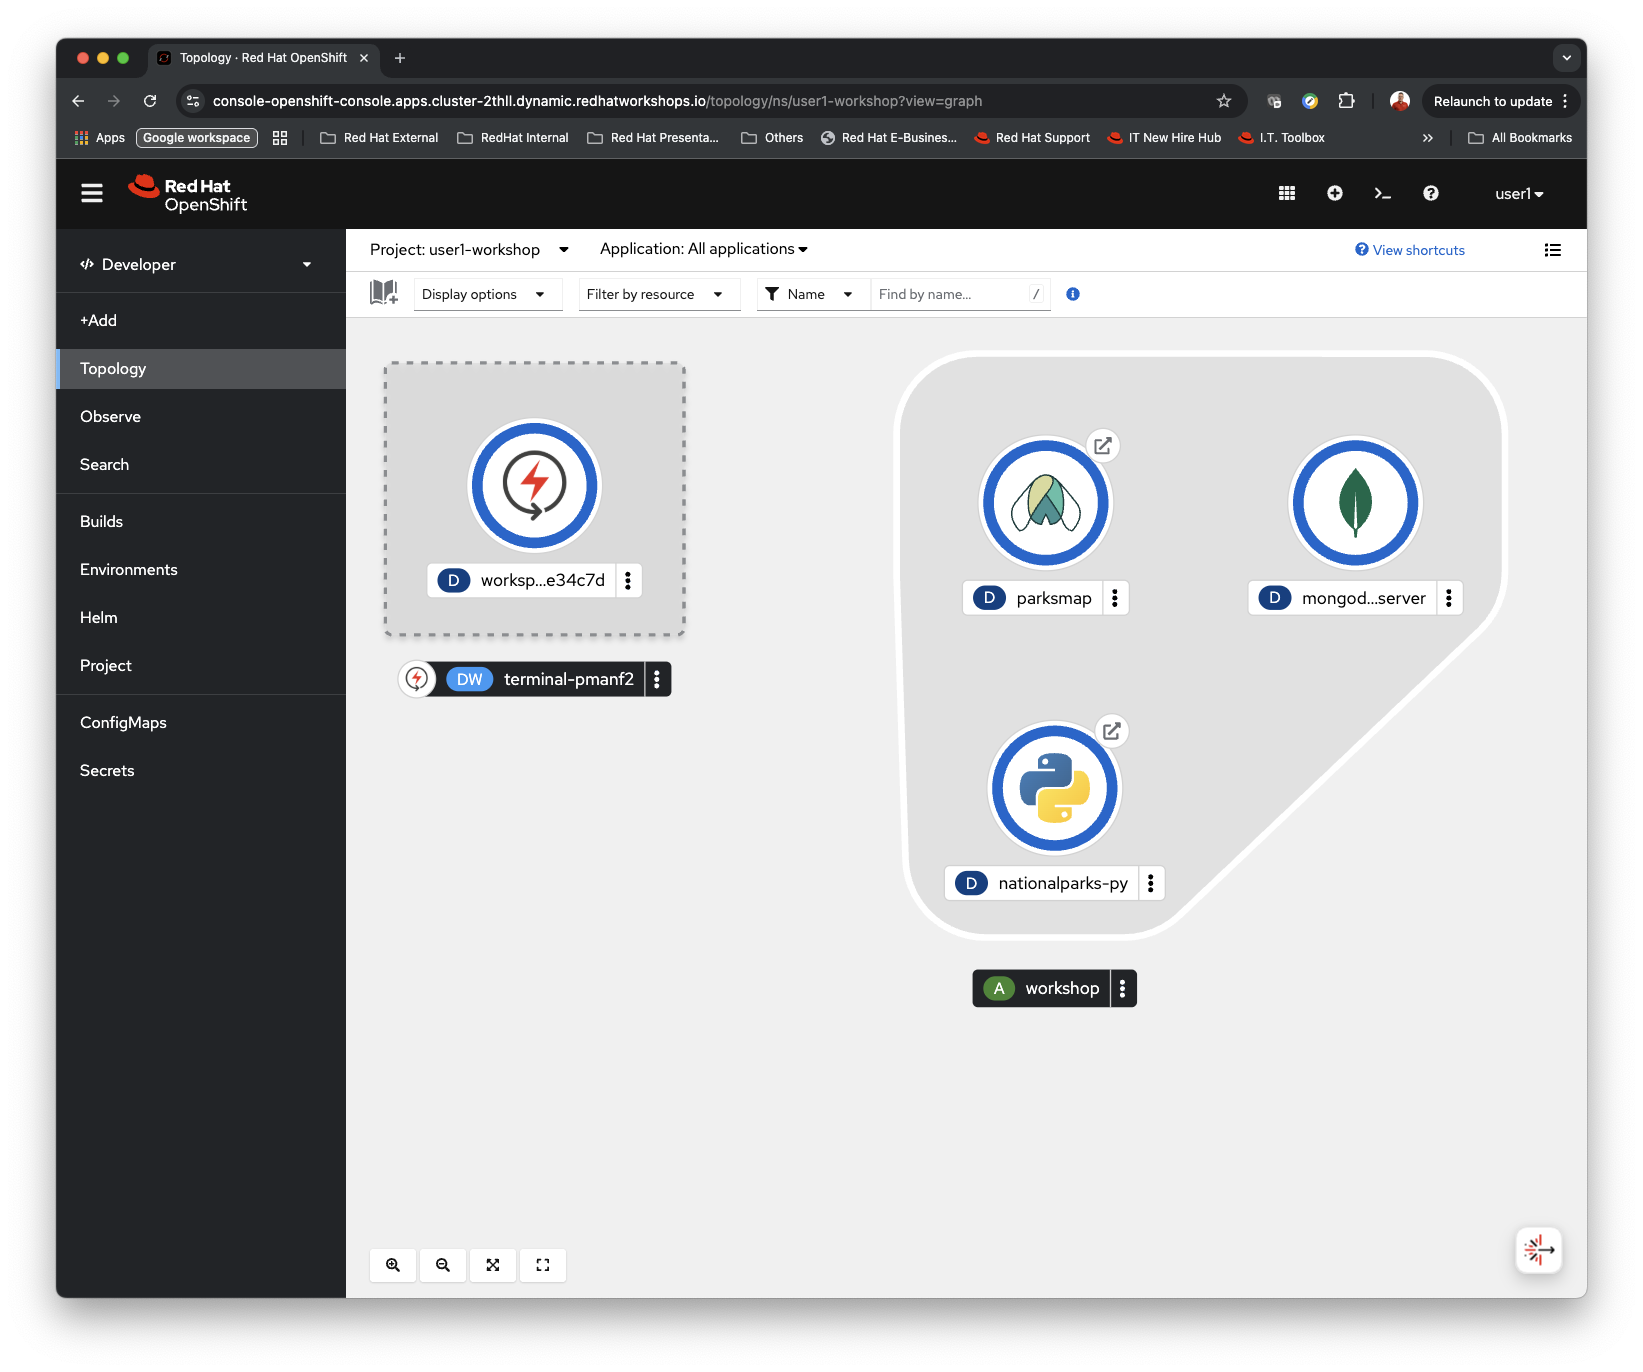 Topology · Red Hat OpenShift
console-openshift-console.apps.cluster-2thll.dynamic.redhatworkshops.io/topology/ns/user1-workshop?view=graph
Relaunch to update
Apps
Google workspace
Red Hat External
RedHat Internal
Red Hat Presenta...
Others
Red Hat E-Busines...
Red Hat Support
IT New Hire Hub
I.T. Toolbox
»
All Bookmarks
Red Hat
OpenShift
user1
Developer
+Add
Topology
Observe
Search
Builds
Environments
Helm
Project
ConfigMaps
Secrets
Project: user1-workshop
Application: All applications
View shortcuts
Display options
Filter by resource
Name
Find by name...
/
D worksp...e34c7d
DW terminal-pmanf2
D parksmap
D mongod...server
D nationalparks-py
A workshop